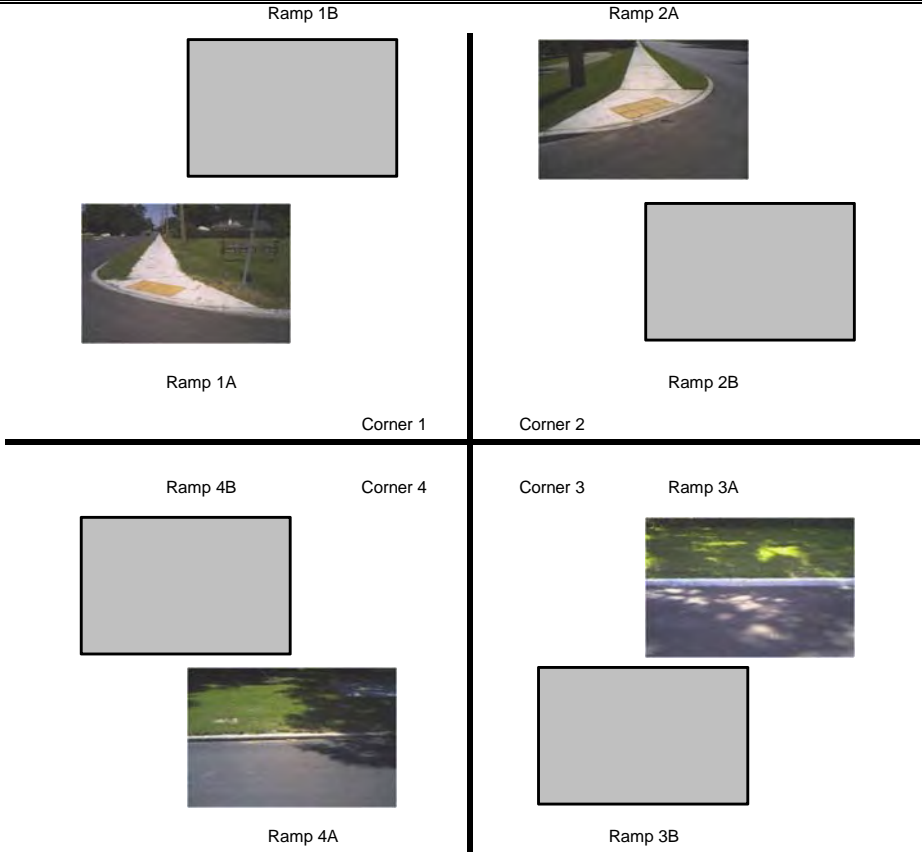 Ramp 1B Ramp 2A
Ramp 1A Ramp 2B
Corner 1 Corner 2
Ramp 4B Corner 4 Corner 3 Ramp 3A
Ramp 4A Ramp 3B